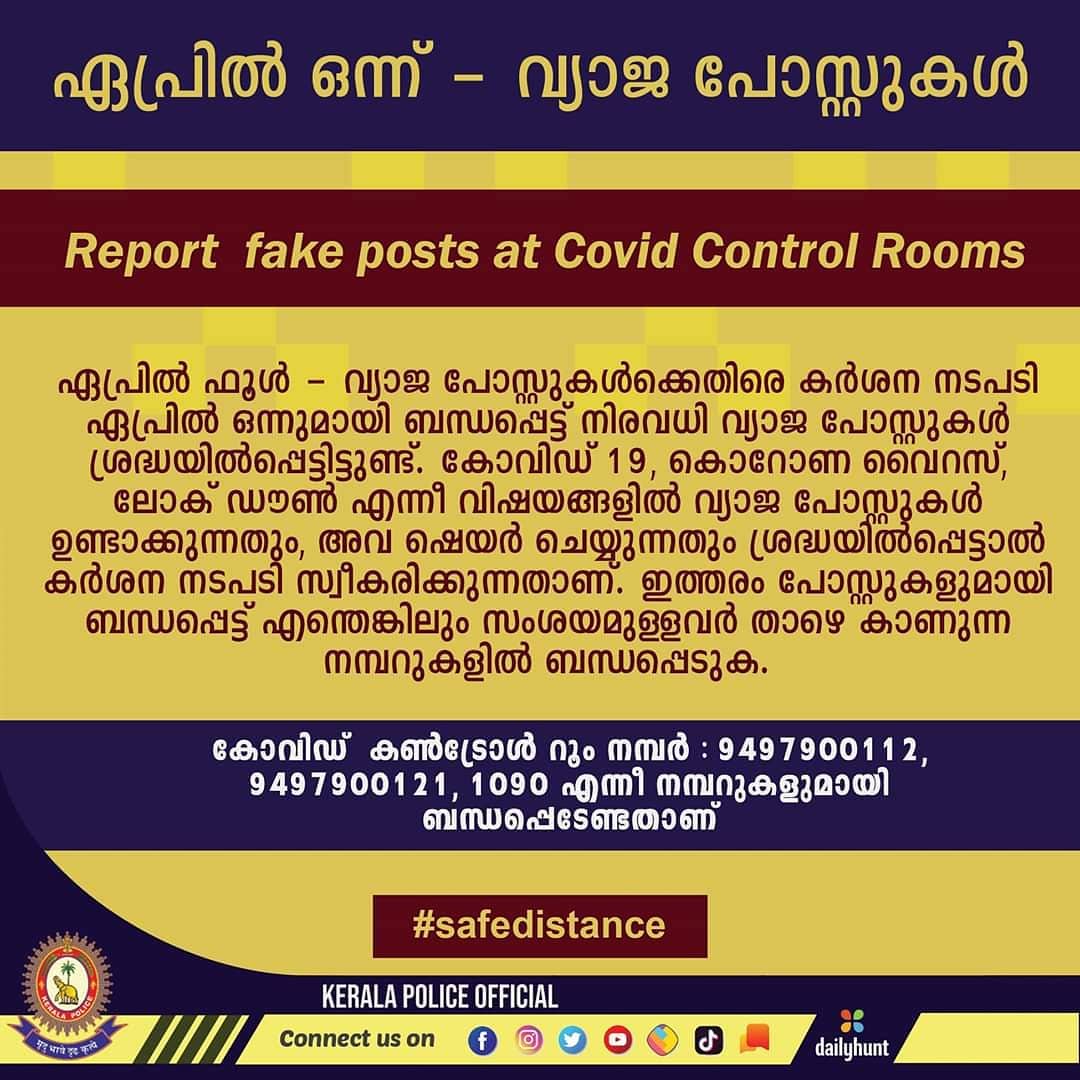 ഏപ്രിൽ ഒന്ന് – വ്യാജ പോസ്റ്റുകൾ
Report fake posts at Covid Control Rooms
ഏപ്രിൽ ഫൂൾ – വ്യാജ പോസ്റ്റുകൾക്കെതിരെ കർശന നടപടി
ഏപ്രിൽ ഒന്നുമായി ബന്ധപ്പെട്ട് നിരവധി വ്യാജ പോസ്റ്റുകൾ
ശ്രദ്ധയിൽപ്പെട്ടിട്ടുണ്ട്. കോവിഡ് 19, കൊറോണ വൈറസ്,
ലോക് ഡൗൺ എന്നീ വിഷയങ്ങളിൽ വ്യാജ പോസ്റ്റുകൾ
ഉണ്ടാക്കുന്നതും, അവ ഷെയർ ചെയ്യുന്നതും ശ്രദ്ധയിൽപ്പെട്ടാൽ
കർശന നടപടി സ്വീകരിക്കുന്നതാണ്. ഇത്തരം പോസ്റ്റുകളുമായി
ബന്ധപ്പെട്ട് എന്തെങ്കിലും സംശയമുള്ളവർ താഴെ കാണുന്ന
നമ്പറുകളിൽ ബന്ധപ്പെടുക.
കോവിഡ് കൺട്രോൾ റൂം നമ്പർ : 9497900112,
9497900121, 1090 എന്നീ നമ്പറുകളുമായി
ബന്ധപ്പെടേണ്ടതാണ്
#safedistance
KERALA POLICE OFFICIAL
KERALA POLICE
मृदु भावे दृढ कृत्ये
Connect us on
dailyhunt